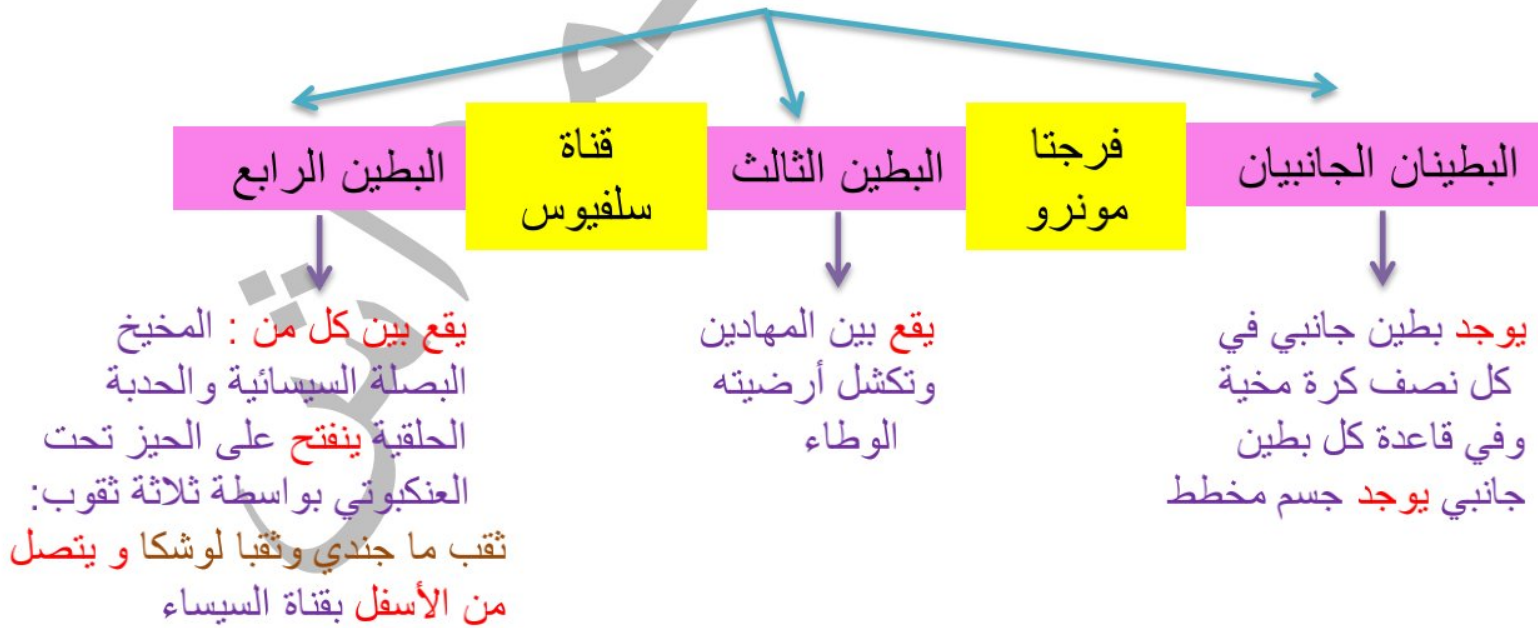 البطينان الجانبيان
فرجتا
مونرو
البطين الثالث
قناة
سلفيوس
البطين الرابع
يوجد بطين جانبي في
كل نصف كرة مخية
وفي قاعدة كل بطين
جانبي يوجد جسم مخطط
يقع بين المهادين
وتكشل أرضيته
الوطاء
يقع بين كل من : المخيخ
البصلة السيسائية والحدبة
الحلقية ينفتح على الحيز تحت
العنكبوتي بواسطة ثلاثة ثقوب:
ثقب ما جندي وثقبا لوشكا و يتصل
من الأسفل بقناة السيساء